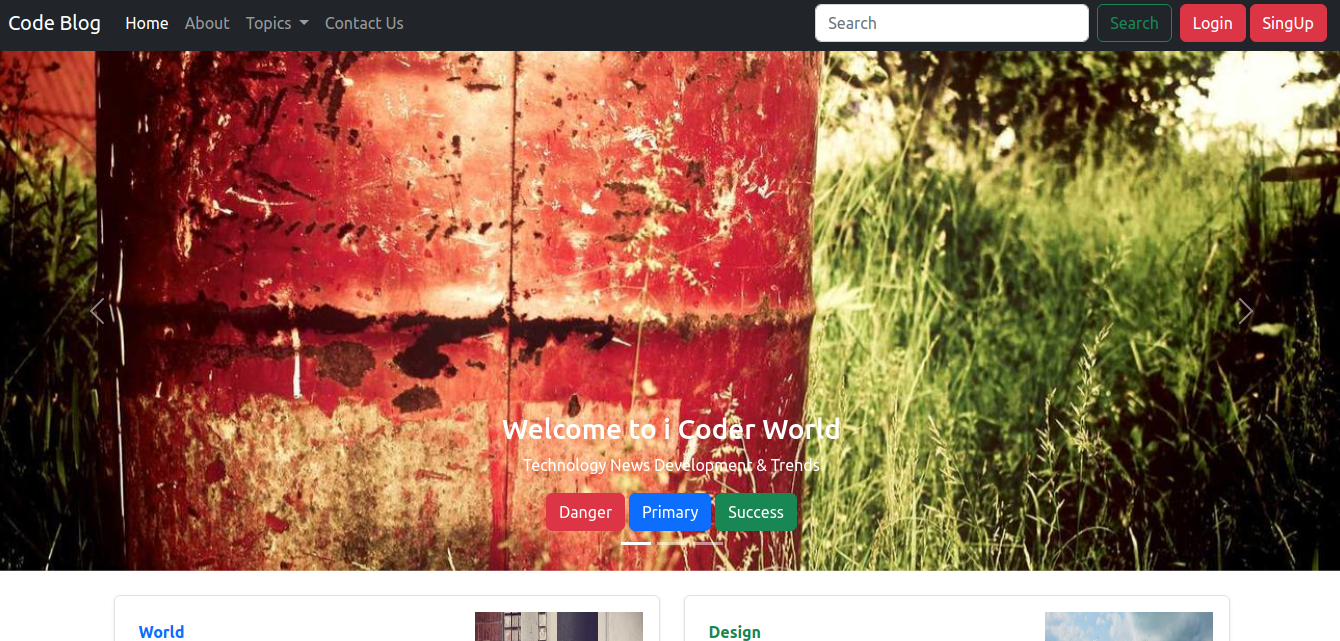 Code Blog Home About Topics Contact Us Search Search Login SingUp
Welcome to i Coder World
Technology News Development & Trends
Danger Primary Success
World Design